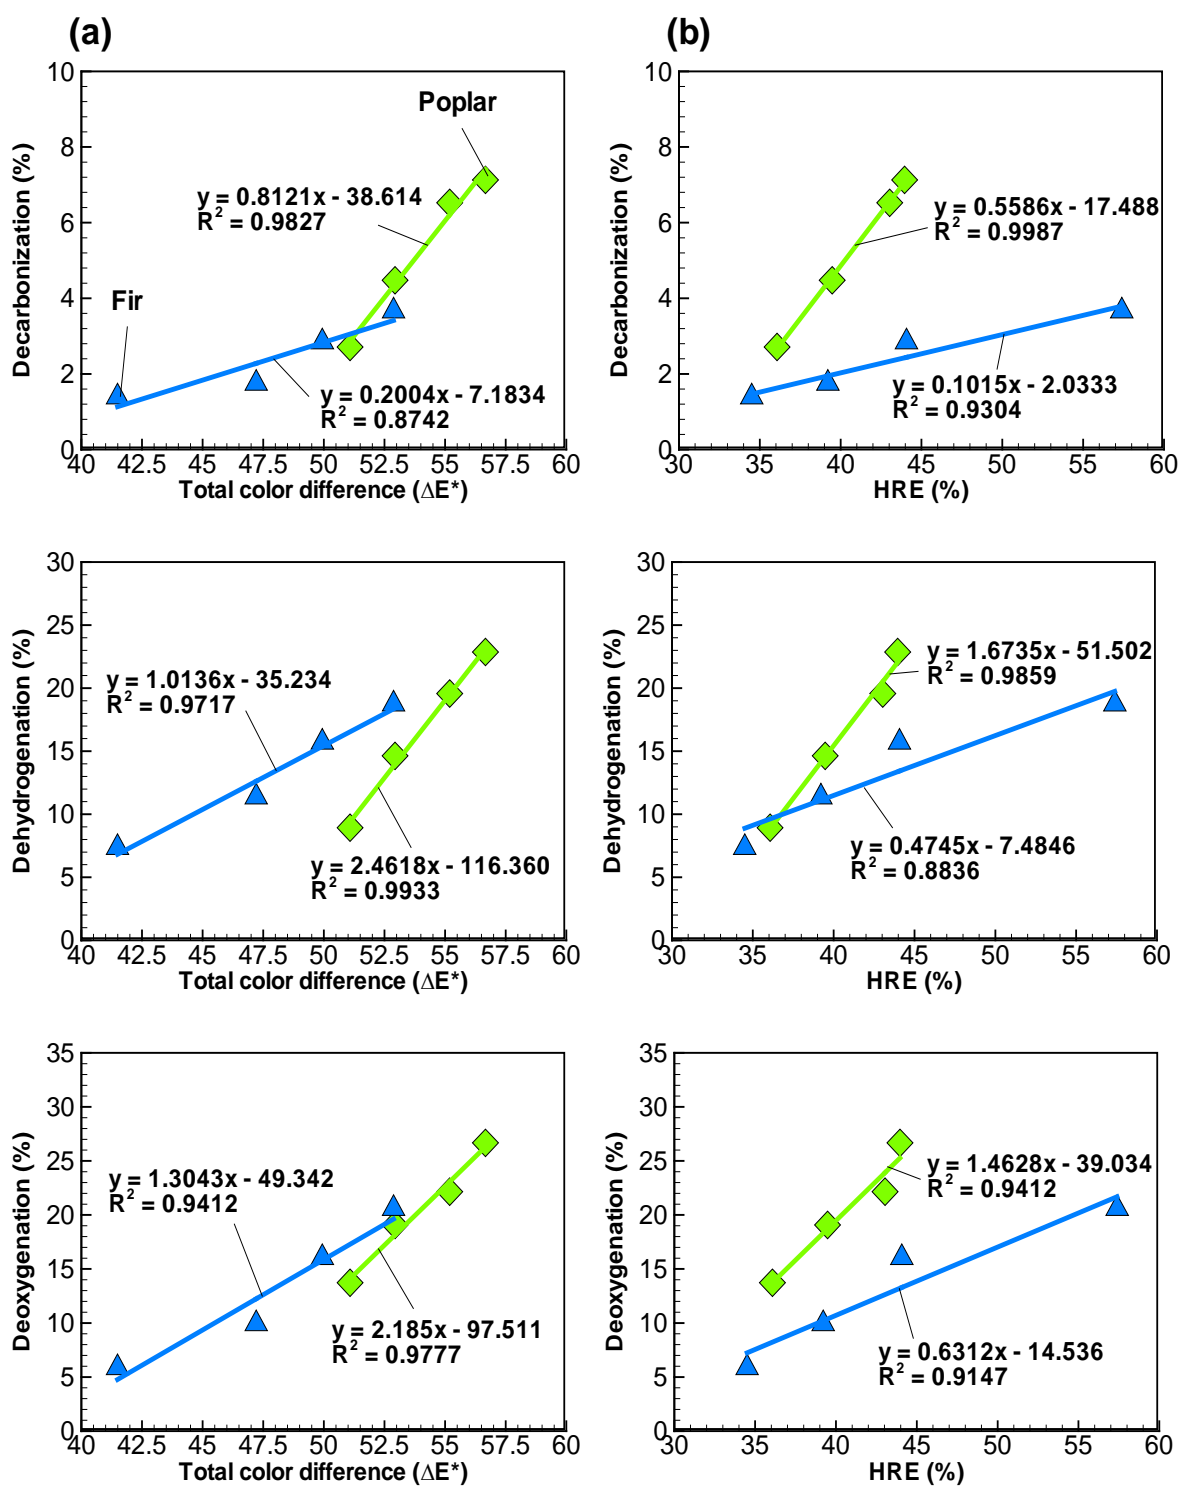 (a)
(b)
10
8
6
4
2
0
Decarbonization (%)
Poplar
y = 0.8121x - 38.614
R² = 0.9827
Fir
y = 0.2004x - 7.1834
R² = 0.8742
40 42.5 45 47.5 50 52.5 55 57.5 60
Total color difference (ΔE*)
10
8
6
4
2
0
Decarbonization (%)
y = 0.5586x - 17.488
R² = 0.9987
y = 0.1015x - 2.0333
R² = 0.9304
30 35 40 45 50 55 60
HRE (%)
30
25
20
15
10
5
0
Dehydrogenation (%)
y = 1.0136x - 35.234
R² = 0.9717
y = 2.4618x - 116.360
R² = 0.9933
40 42.5 45 47.5 50 52.5 55 57.5 60
Total color difference (ΔE*)
30
25
20
15
10
5
0
Dehydrogenation (%)
y = 1.6735x - 51.502
R² = 0.9859
y = 0.4745x - 7.4846
R² = 0.8836
30 35 40 45 50 55 60
HRE (%)
35
30
25
20
15
10
5
0
Deoxygenation (%)
y = 1.3043x - 49.342
R² = 0.9412
y = 2.185x - 97.511
R² = 0.9777
40 42.5 45 47.5 50 52.5 55 57.5 60
Total color difference (ΔE*)
35
30
25
20
15
10
5
0
Deoxygenation (%)
y = 1.4628x - 39.034
R² = 0.9412
y = 0.6312x - 14.536
R² = 0.9147
30 35 40 45 50 55 60
HRE (%)